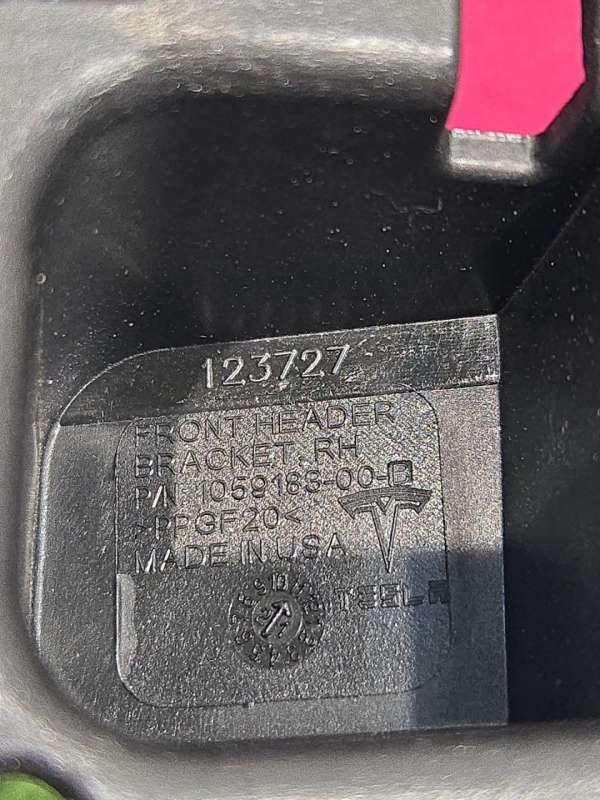 123727
FRONT HEADER
BRACKET, RH
P/N 1059183-00-D
>PPGF20<
MADE IN USA
TESLA